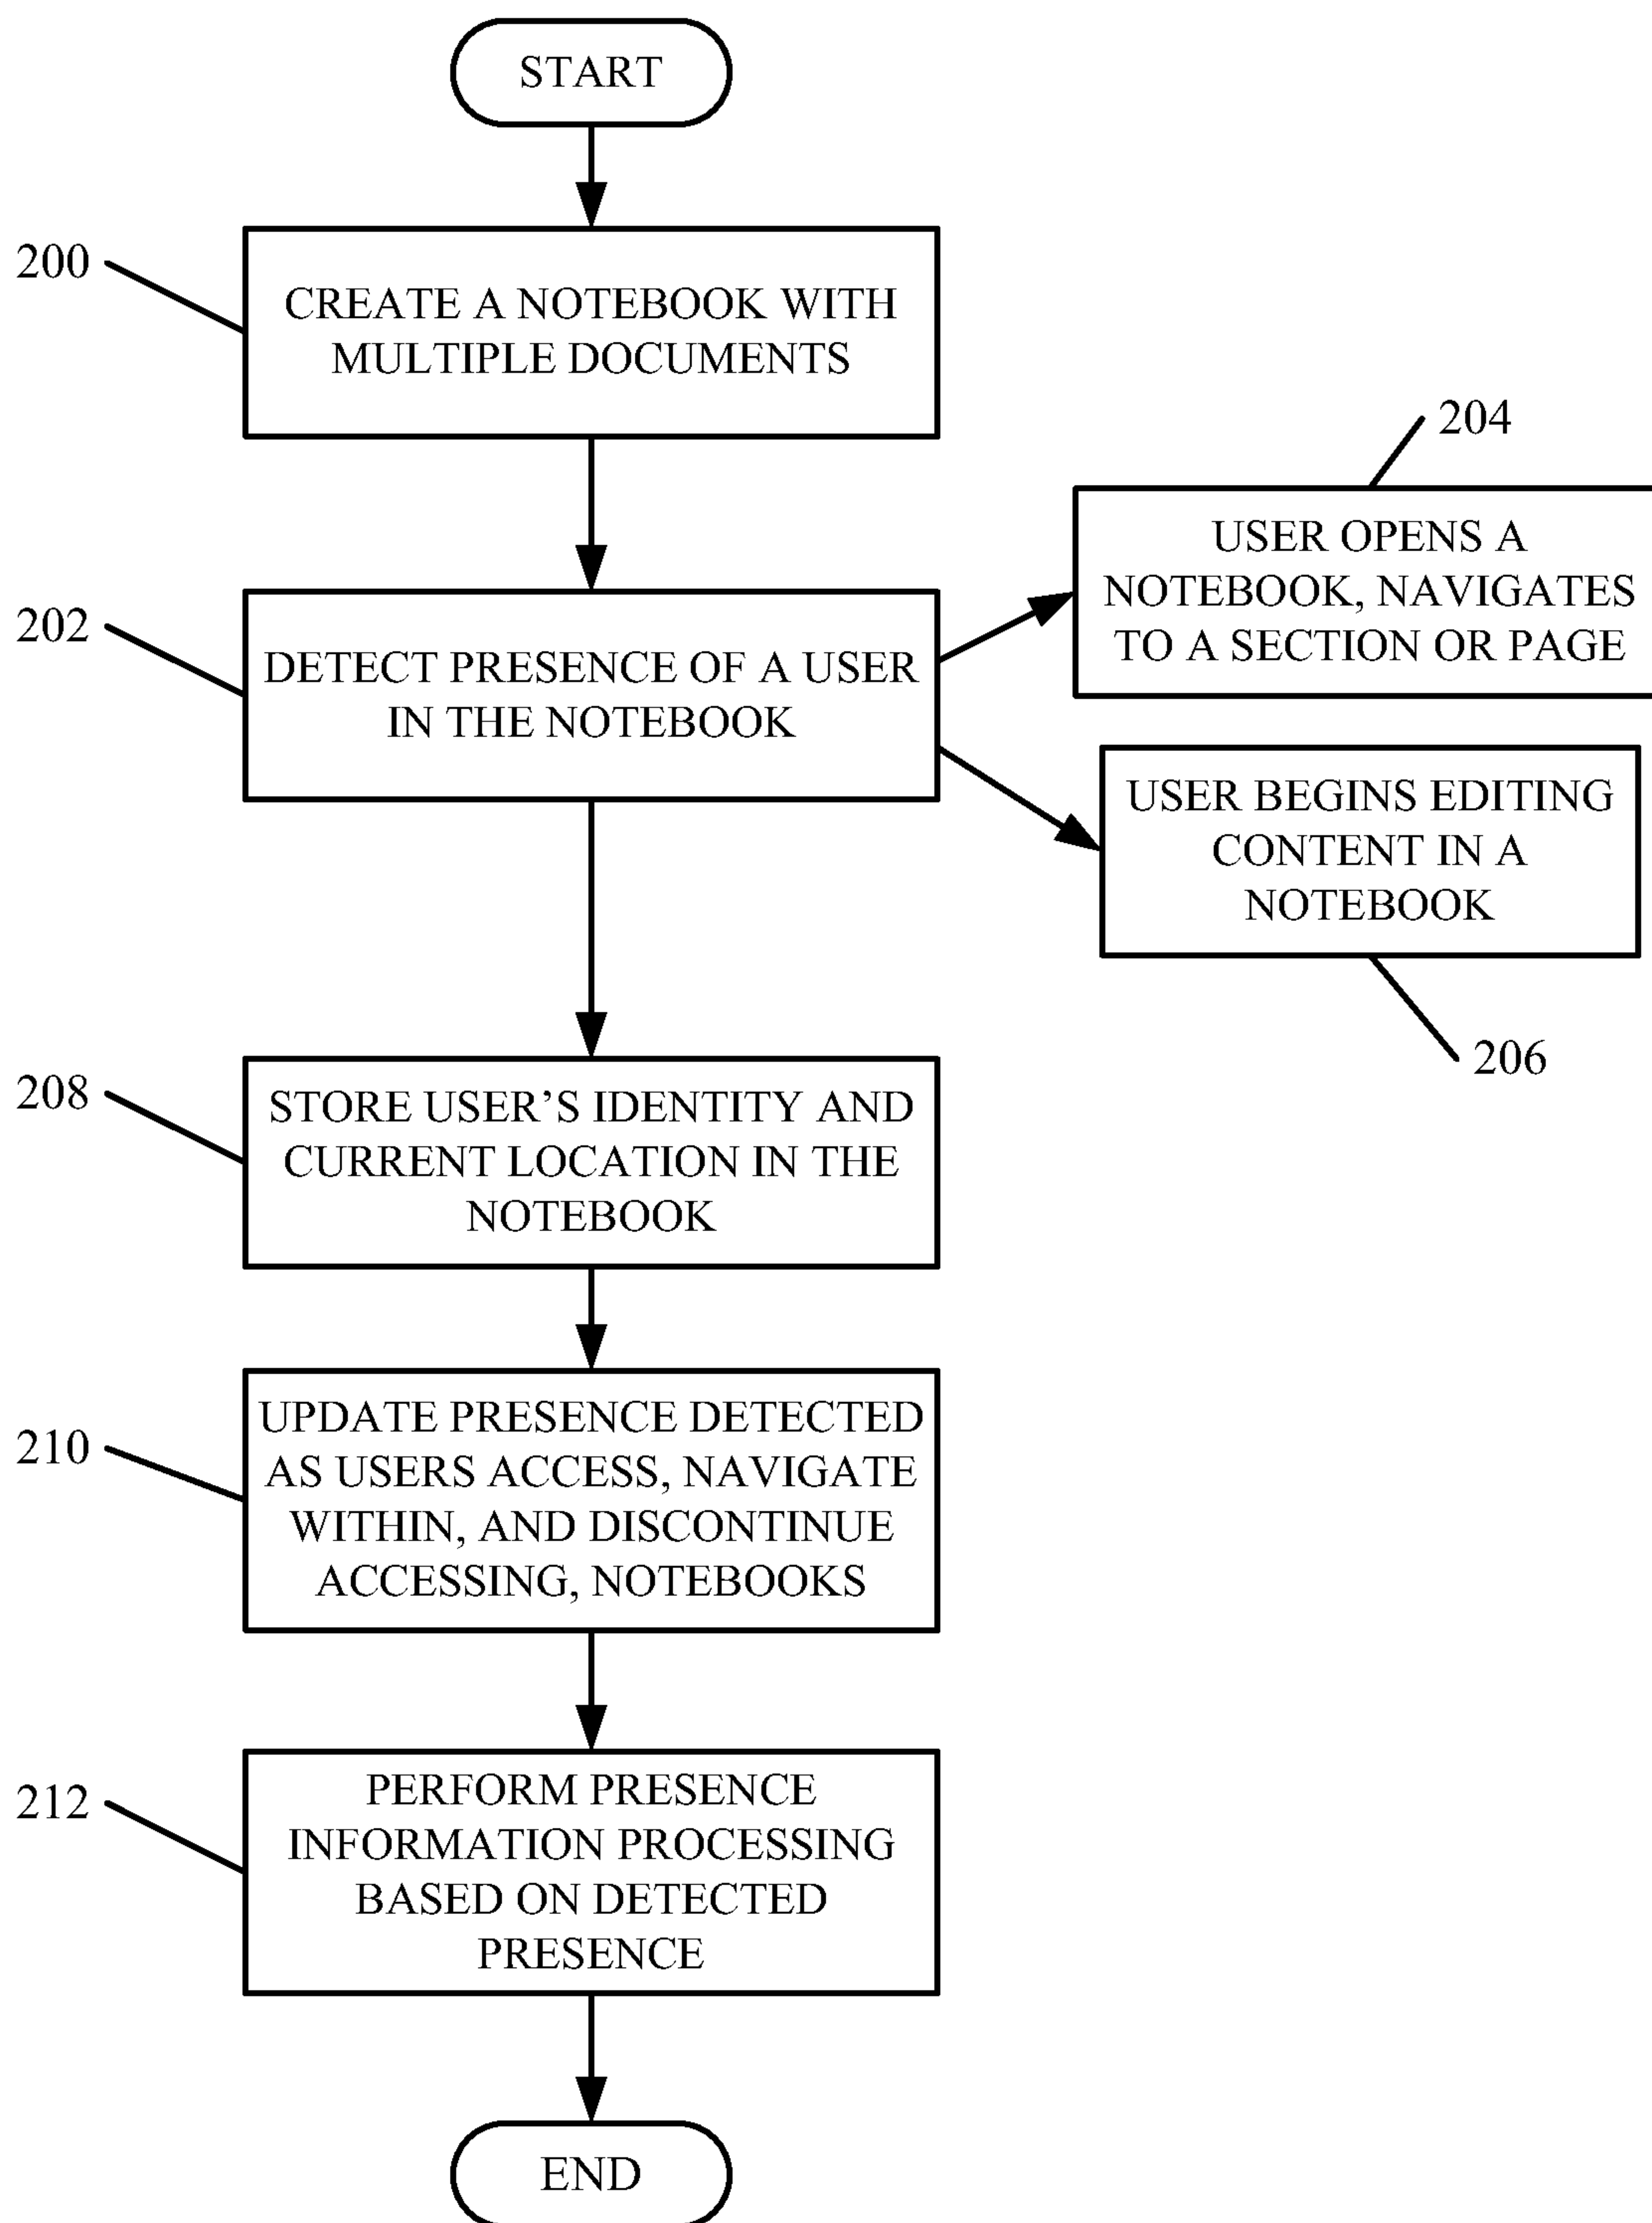 START
200
CREATE A NOTEBOOK WITH
MULTIPLE DOCUMENTS
204
USER OPENS A
NOTEBOOK, NAVIGATES
TO A SECTION OR PAGE
202
DETECT PRESENCE OF A USER
IN THE NOTEBOOK
USER BEGINS EDITING
CONTENT IN A
NOTEBOOK
206
208
STORE USER’S IDENTITY AND
CURRENT LOCATION IN THE
NOTEBOOK
210
UPDATE PRESENCE DETECTED
AS USERS ACCESS, NAVIGATE
WITHIN, AND DISCONTINUE
ACCESSING, NOTEBOOKS
212
PERFORM PRESENCE
INFORMATION PROCESSING
BASED ON DETECTED
PRESENCE
END